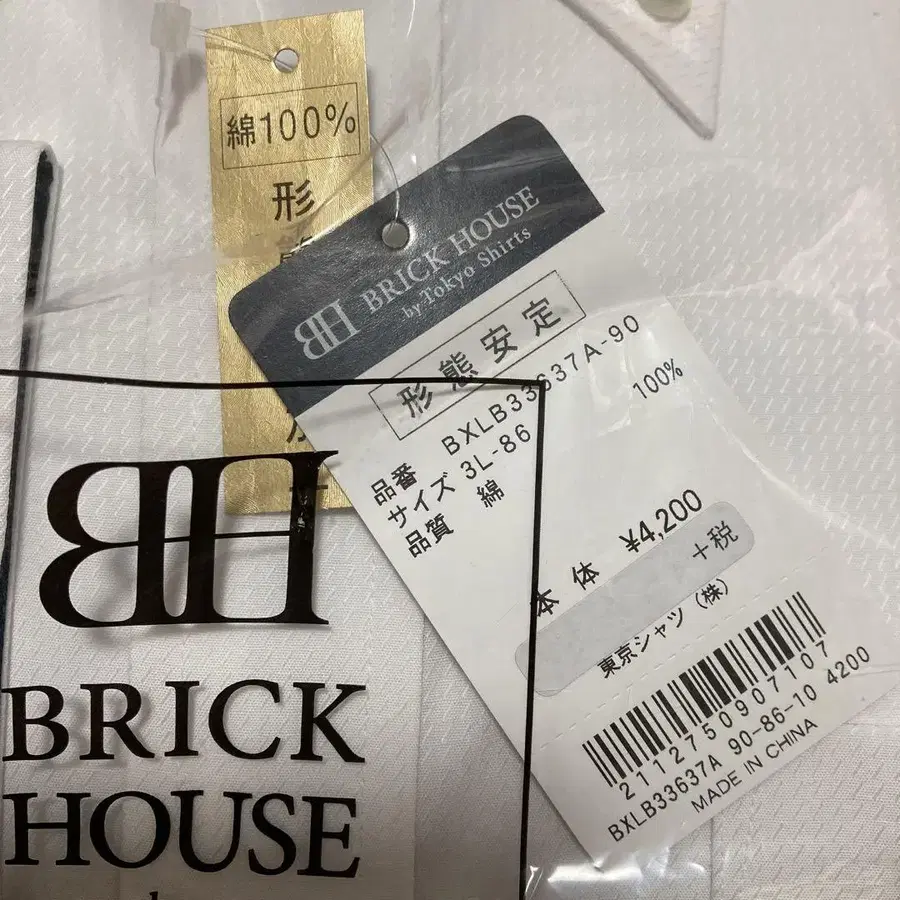 綿100%
形
BH BRICK HOUSE
by Tokyo Shirts
形態安定
品番 BXLB33637A-90
サイズ 3L-86
品質 綿 100%
本体 ¥4,200
+税
東京シャツ(株)
2112750907107
BXLB33637A 90-86-10 4200
MADE IN CHINA
BH
BRICK
HOUSE